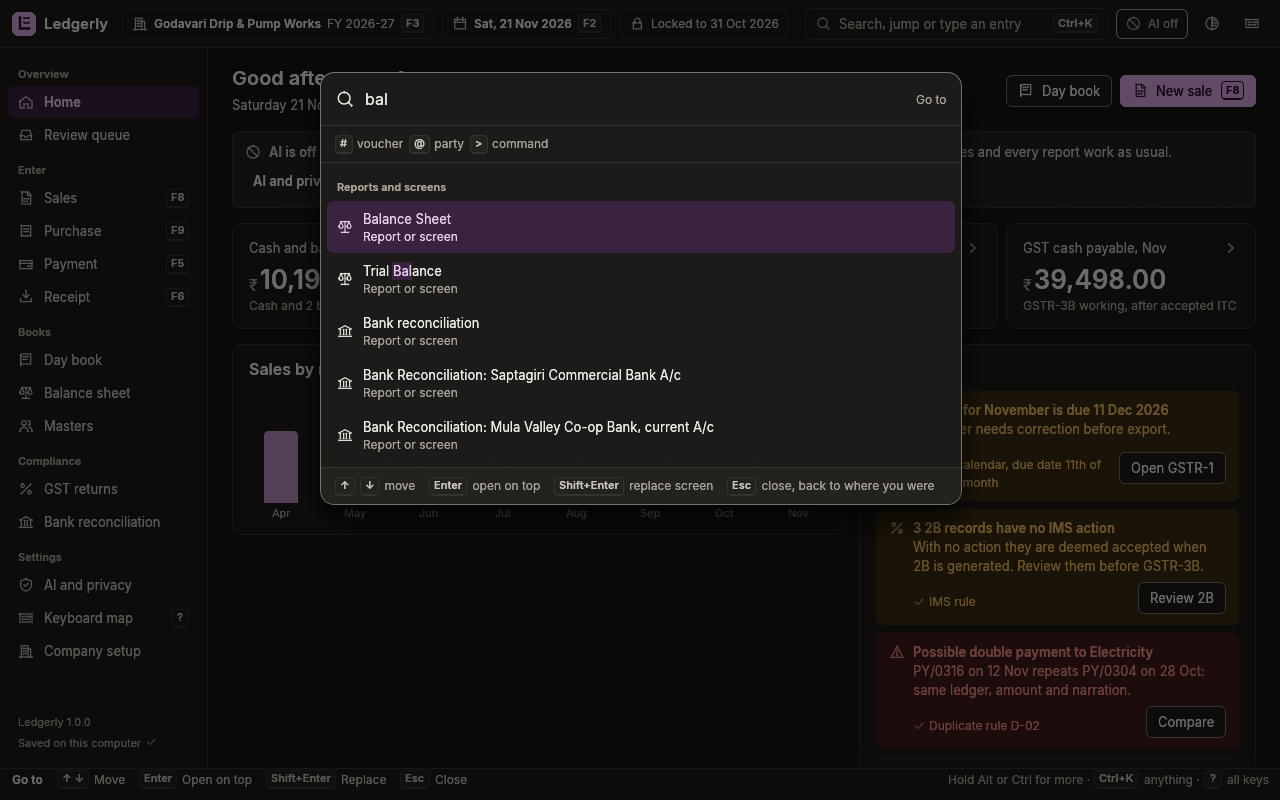 Ledgerly
Godavari Drip & Pump Works FY 2026-27 F3
Sat, 21 Nov 2026 F2
Locked to 31 Oct 2026
Search, jump or type an entry Ctrl+K
AI off
Overview
Home
Review queue
Enter
Sales F8
Purchase F9
Payment F5
Receipt F6
Books
Day book
Balance sheet
Masters
Compliance
GST returns
Bank reconciliation
Settings
AI and privacy
Keyboard map ?
Company setup
Ledgerly 1.0.0
Saved on this computer
Good afte
Saturday 21 No
Day book
New sale F8
AI is off
es and every report work as usual.
AI and priv
Cash and ba
₹10,19
Cash and 2 b
GST cash payable, Nov
₹39,498.00
GSTR-3B working, after accepted ITC
Sales by
Apr May Jun Jul Aug Sep Oct Nov
bal
Go to
# voucher @ party > command
Reports and screens
Balance Sheet
Report or screen
Trial Balance
Report or screen
Bank reconciliation
Report or screen
Bank Reconciliation: Saptagiri Commercial Bank A/c
Report or screen
Bank Reconciliation: Mula Valley Co-op Bank, current A/c
Report or screen
↑ ↓ move Enter open on top Shift+Enter replace screen Esc close, back to where you were
for November is due 11 Dec 2026
er needs correction before export.
calendar, due date 11th of
month
Open GSTR-1
3 2B records have no IMS action
With no action they are deemed accepted when
2B is generated. Review them before GSTR-3B.
IMS rule
Review 2B
Possible double payment to Electricity
PY/0316 on 12 Nov repeats PY/0304 on 28 Oct:
same ledger, amount and narration.
Duplicate rule D-02
Compare
Go to ↑ ↓ Move Enter Open on top Shift+Enter Replace Esc Close
Hold Alt or Ctrl for more · Ctrl+K anything · ? all keys